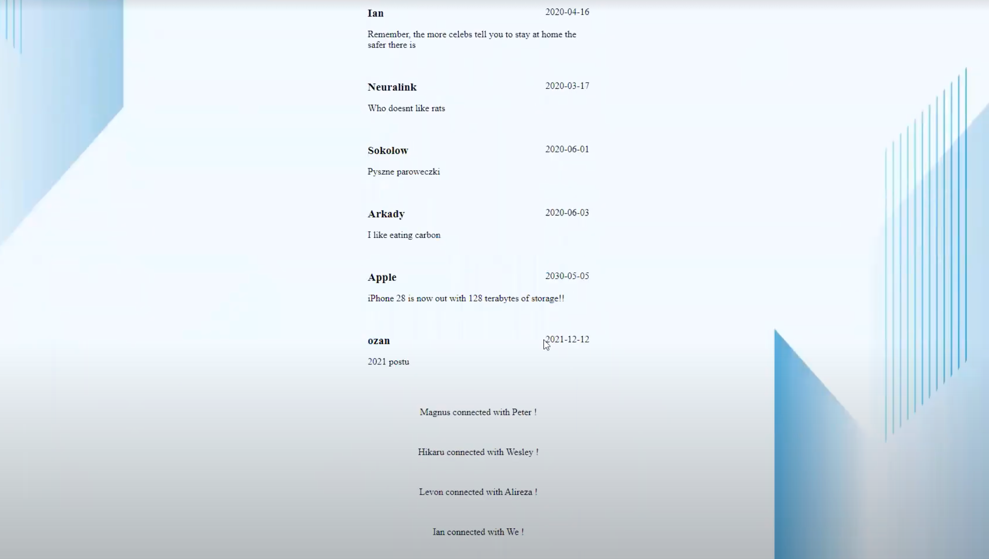 Ian 2020-04-16
Remember, the more celebs tell you to stay at home the
safer there is
Neuralink 2020-03-17
Who doesnt like rats
Sokolow 2020-06-01
Pyszne paroweczki
Arkady 2020-06-03
I like eating carbon
Apple 2030-05-05
iPhone 28 is now out with 128 terabytes of storage!!
ozan 2021-12-12
2021 postu
Magnus connected with Peter !
Hikaru connected with Wesley !
Levon connected with Alireza !
Ian connected with We !